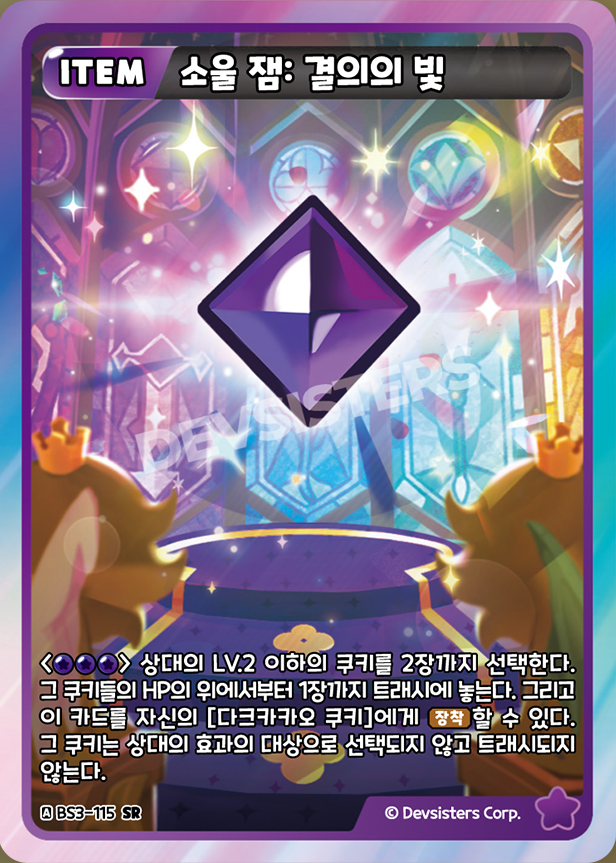 ITEM 소울 잼: 결의의 빛
DEVSISTERS
<●●●> 상대의 LV.2 이하의 쿠키를 2장까지 선택한다.
그 쿠키들의 HP의 위에서부터 1장까지 트래시에 놓는다. 그리고
이 카드를 자신의 [다크카카오 쿠키]에게 장착 할 수 있다.
그 쿠키는 상대의 효과의 대상으로 선택되지 않고 트래시되지
않는다.
A BS3-115 SR
© Devsisters Corp.